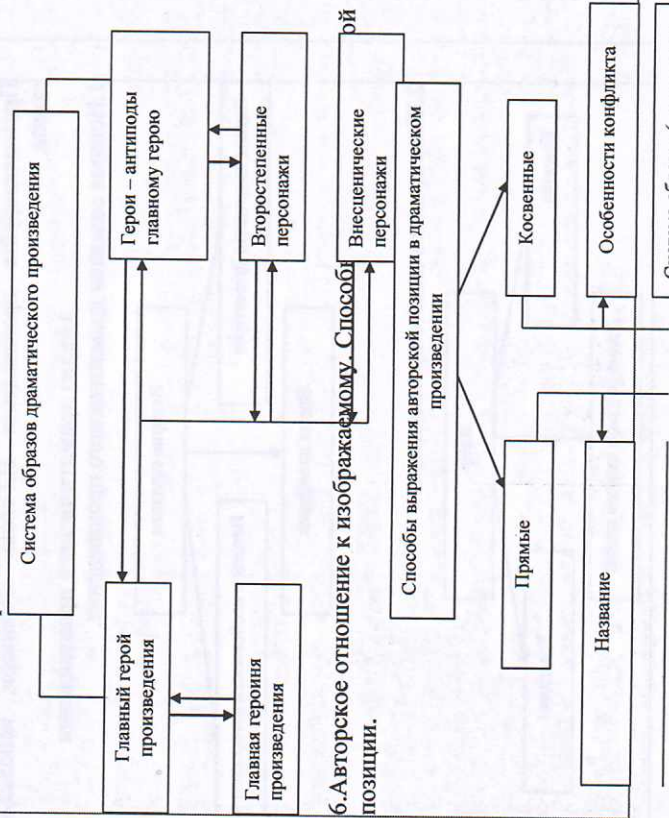 Система образов драматического произведения
Главный герой
произведения
Герои – антиподы
главному герою
Главная героиня
произведения
Второстепенные
персонажи
Внесценические
персонажи
6.Авторское отношение к изображаемому. Способы
позиции.
Способы выражения авторской позиции в драматическом
произведении
Прямые
Косвенные
Название
Особенности конфликта